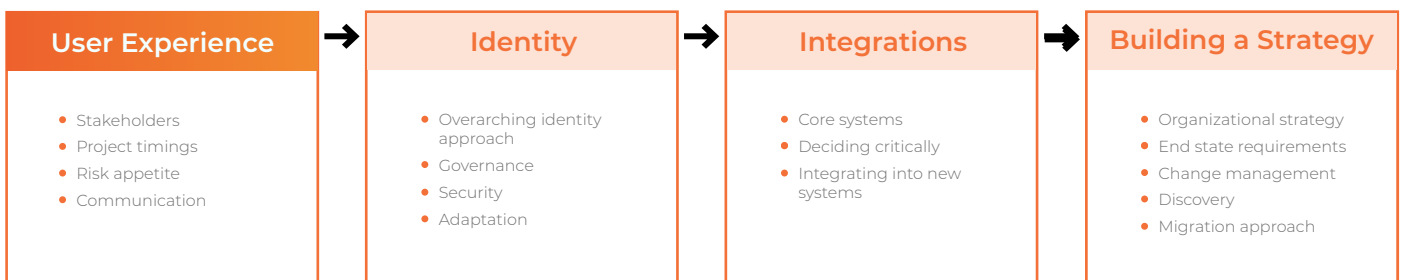 User Experience
Stakeholders
Project timings
Risk appetite
Communication
Identity
Overarching identity
approach
Governance
Security
Adaptation
Integrations
Core systems
Deciding critically
Integrating into new
systems
Building a Strategy
Organizational strategy
End state requirements
Change management
Discovery
Migration approach